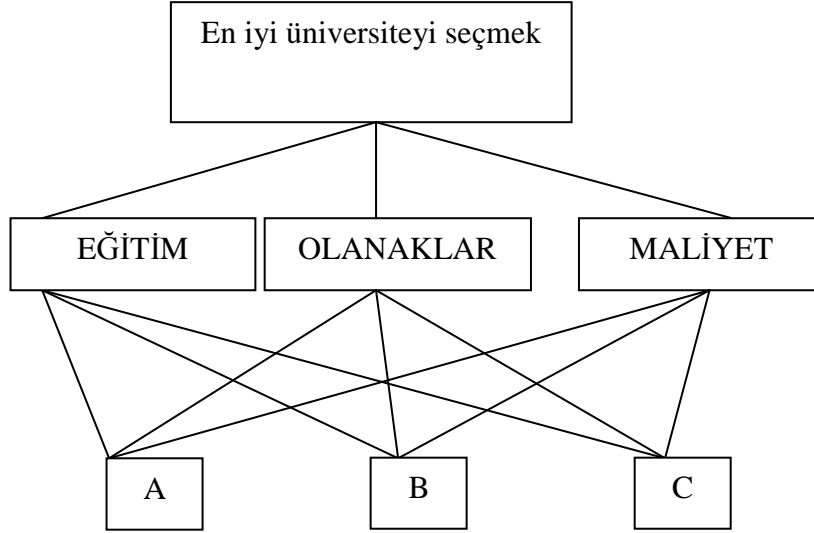 En iyi üniversiteyi seçmek
EĞİTİM
OLANAKLAR
MALİYET
A
B
C